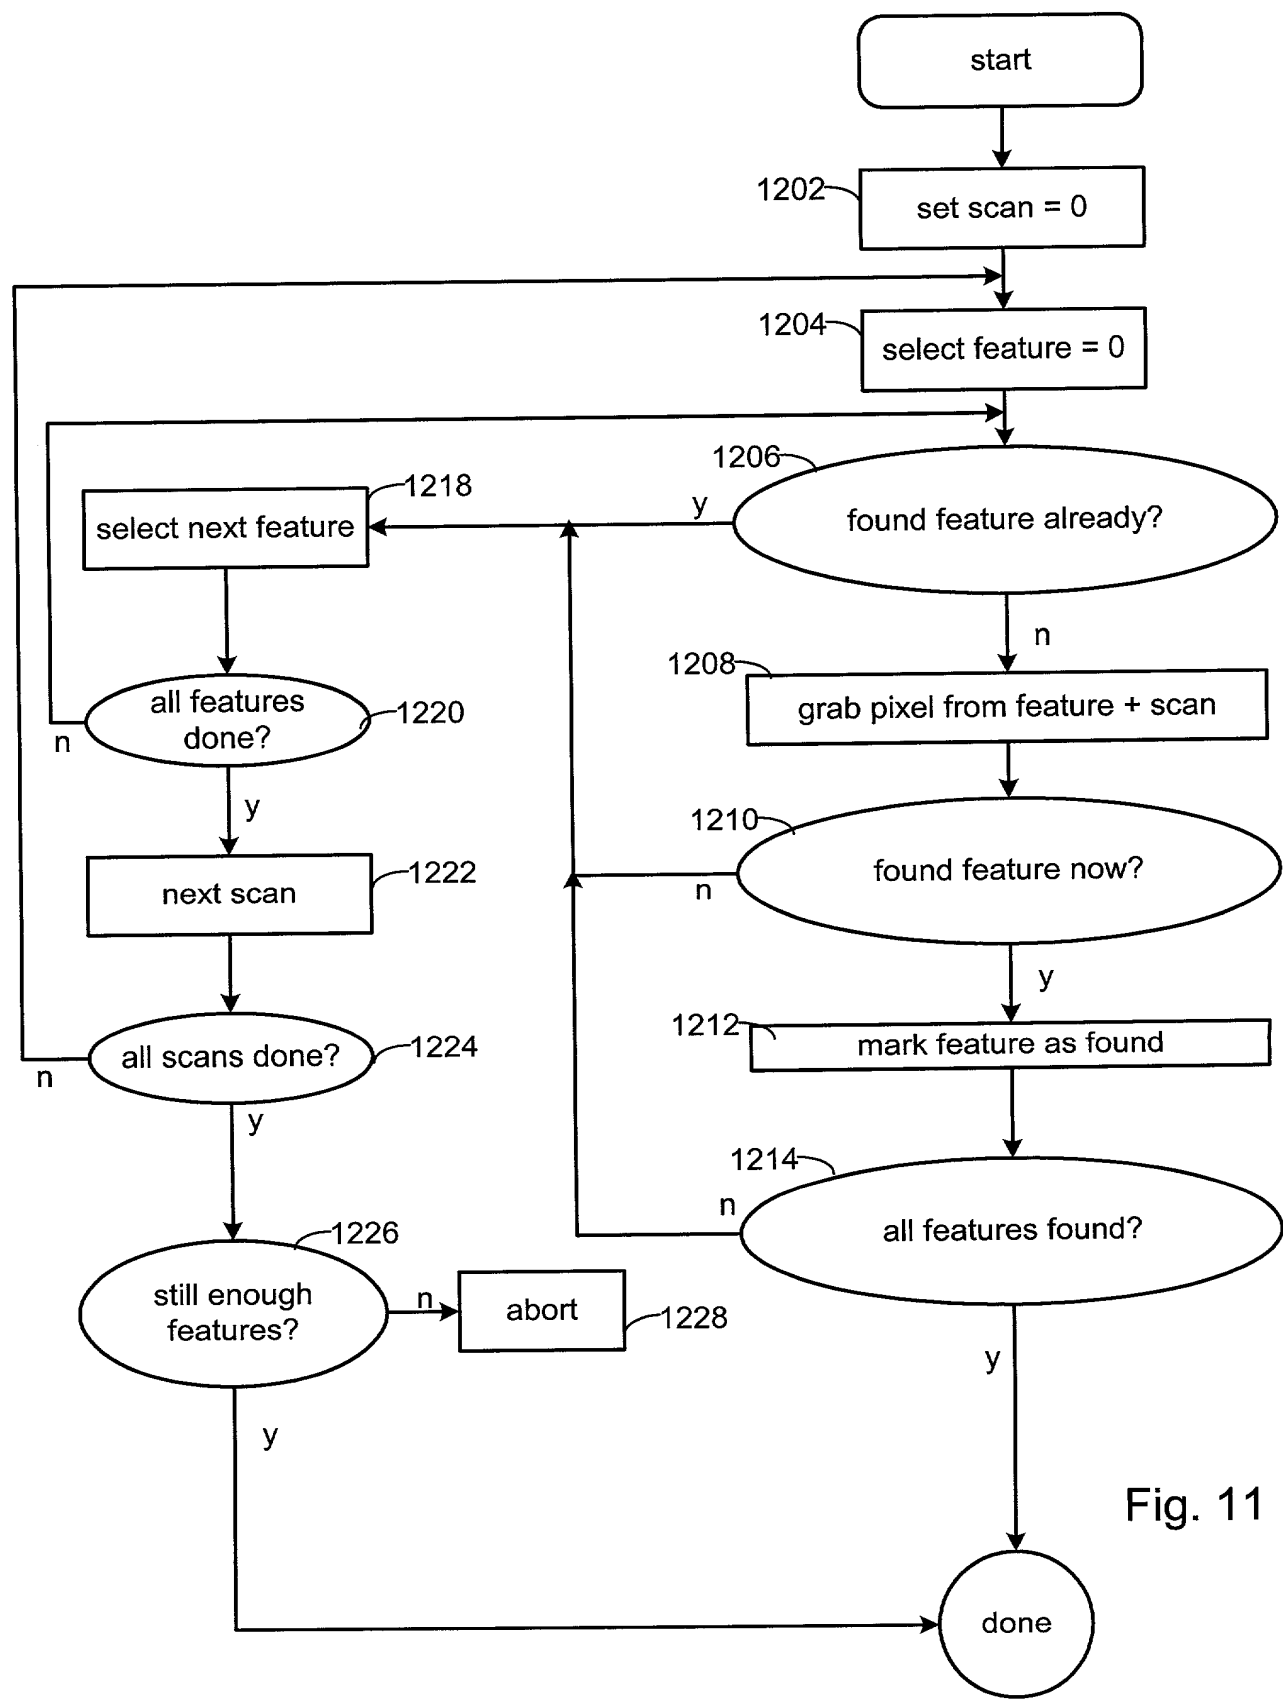 start
1202
set scan = 0
1204
select feature = 0
1206
found feature already?
y
n
1218
select next feature
1208
grab pixel from feature + scan
all features
done?
1220
n
y
1210
found feature now?
n
y
1222
next scan
1212
mark feature as found
all scans done?
1224
n
y
1214
all features found?
n
y
1226
still enough
features?
n
abort
1228
y
Fig. 11
done